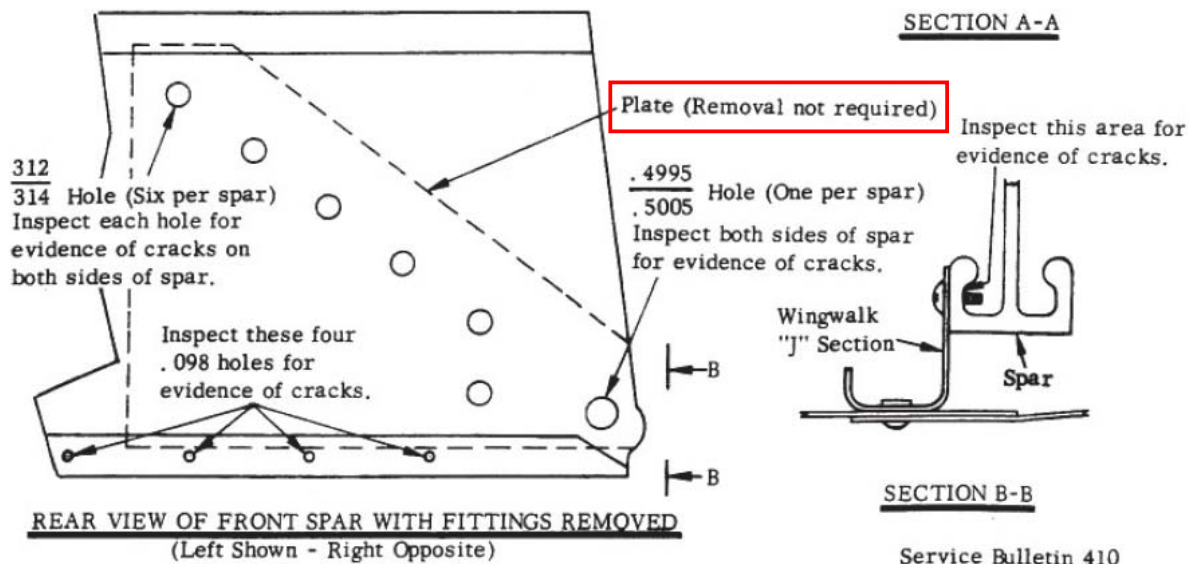 SECTION A-A
Plate (Removal not required)
Inspect this area for
evidence of cracks.
312
314 Hole (Six per spar)
Inspect each hole for
evidence of cracks on
both sides of spar.
.4995
.5005 Hole (One per spar)
Inspect both sides of spar
for evidence of cracks.
Inspect these four
.098 holes for
evidence of cracks.
Wingwalk
"J" Section
Spar
B
B
REAR VIEW OF FRONT SPAR WITH FITTINGS REMOVED
(Left Shown - Right Opposite)
SECTION B-B
Service Bulletin 410